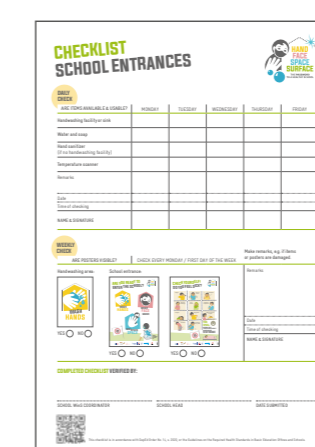 CHECKLIST
SCHOOL ENTRANCES
HAND
FACE
SPACE
SURFACE
DAILY
CHECK
ARE ITEMS AVAILABLE & USABLE?
MONDAY
TUESDAY
WEDNESDAY
THURSDAY
FRIDAY
Handwashing facility or sink
Water and soap
Hand sanitizer
(if no handwashing facility)
Temperature scanner
Remarks
Date
Time of checking
NAME & SIGNATURE
WEEKLY
CHECK
ARE POSTERS VISIBLE?
CHECK EVERY MONDAY / FIRST DAY OF THE WEEK
Make remarks, e.g. if items
or posters are damaged
Handwashing area
School entrance
Remarks
HANDS
YES NO
YES NO
YES NO
Date
Time of checking
NAME & SIGNATURE
COMPLETED CHECKLIST VERIFIED BY:
SCHOOL WinS COORDINATOR
SCHOOL HEAD
DATE SUBMITTED